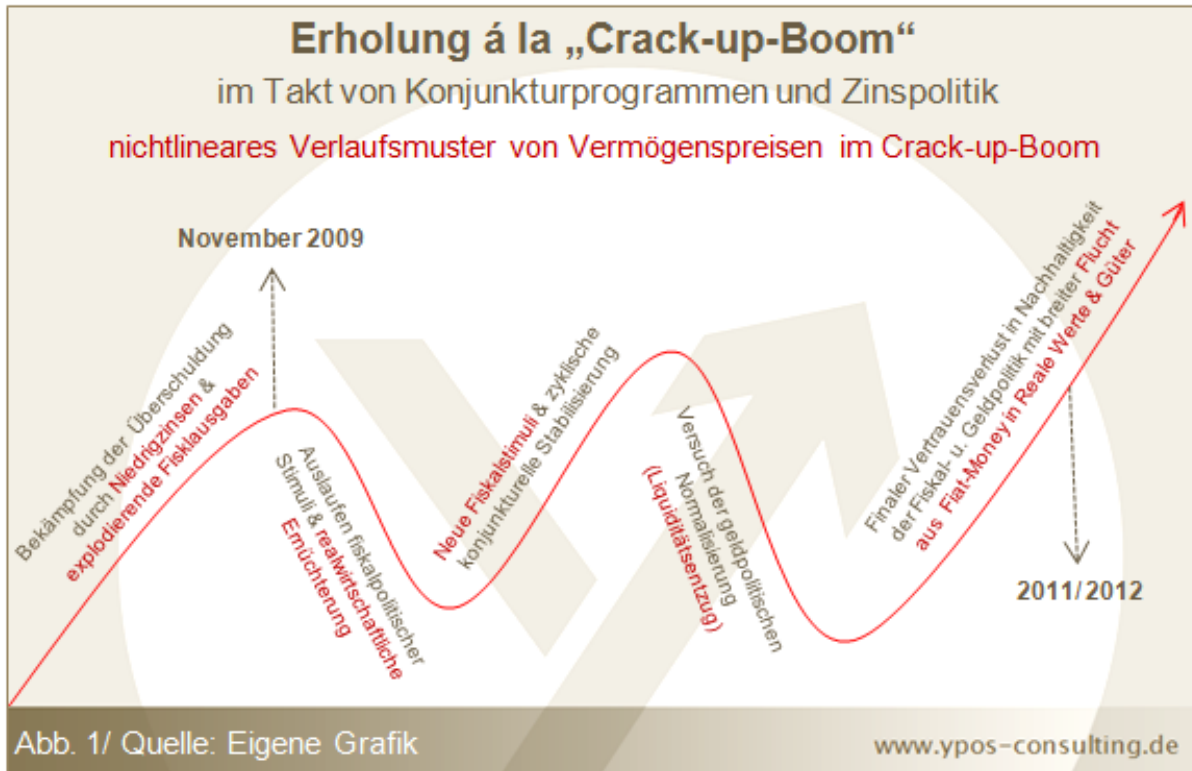 Erholung á la „Crack-up-Boom“
im Takt von Konjunkturprogrammen und Zinspolitik
nichtlineares Verlaufsmuster von Vermögenspreisen im Crack-up-Boom
November 2009
Bekämpfung der Überschuldung
durch Niedrigzinsen &
explodierende Fisklausgaben
Auslaufen fiskalpolitischer
Stimuli & realwirtschaftliche
Ernüchterung
Neue Fiskalstimuli & zyklische
konjunkturelle Stabilisierung
Versuch der geldpolitischen
Normalisierung
(Liquiditätsentzug)
Finaler Vertrauensverlust in Nachhaltigkeit
der Fiskal- u. Geldpolitik mit breiter Flucht
aus Fiat-Money in Reale Werte & Güter
2011/2012
Abb. 1/ Quelle: Eigene Grafik
www.ypos-consulting.de